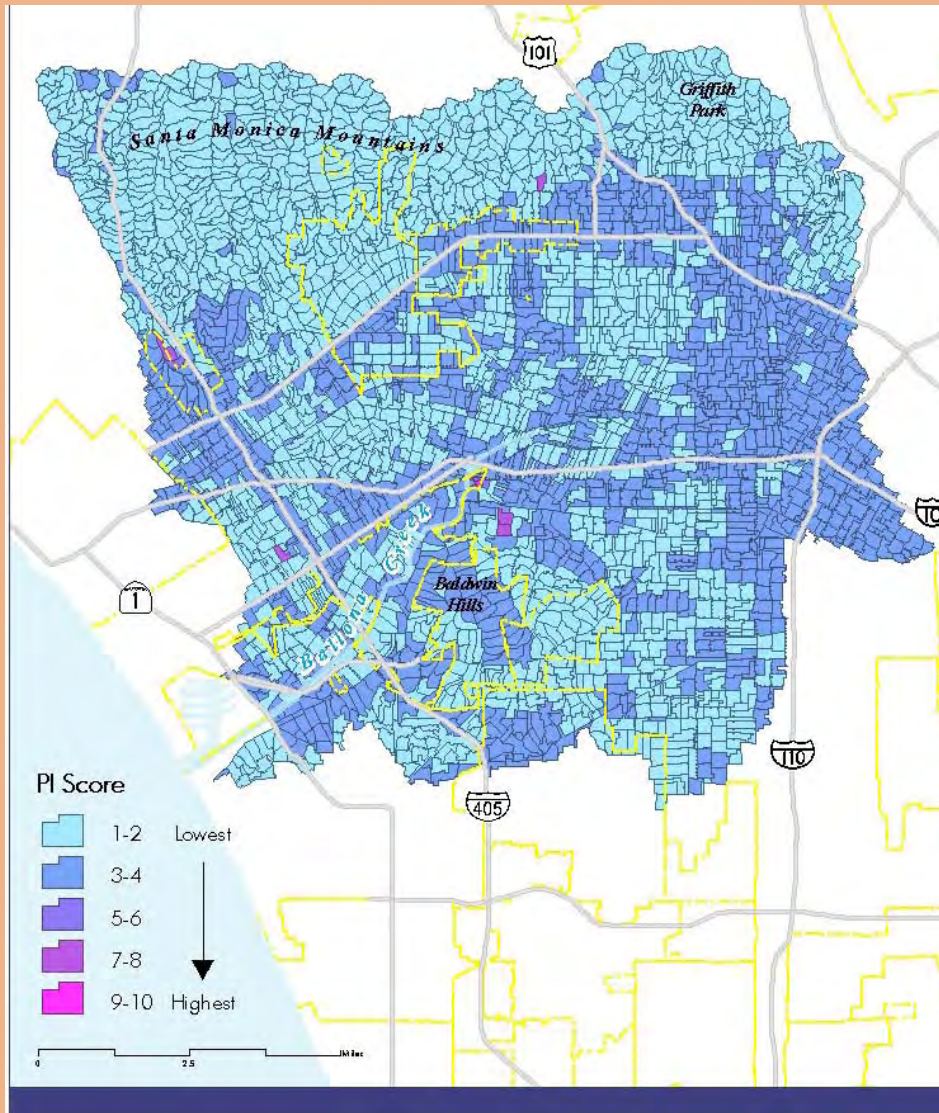 101
Griffith
Park
Santa Monica Mountains
10
Ballona Creek
Baldwin
Hills
1
110
405
PI Score
1-2 Lowest
3-4
5-6
7-8
9-10 Highest
Miles
0 2.5